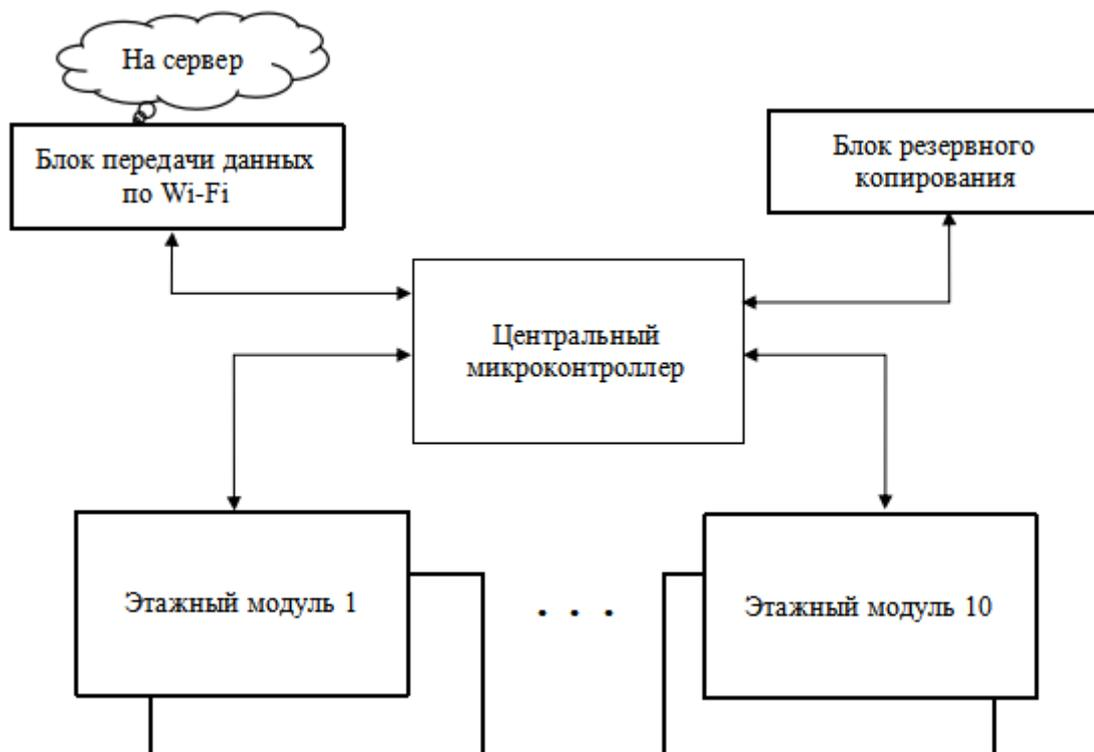 На сервер
Блок передачи данных
по Wi-Fi
Блок резервного
копирования
Центральный
микроконтроллер
Этажный модуль 1
. . .
Этажный модуль 10